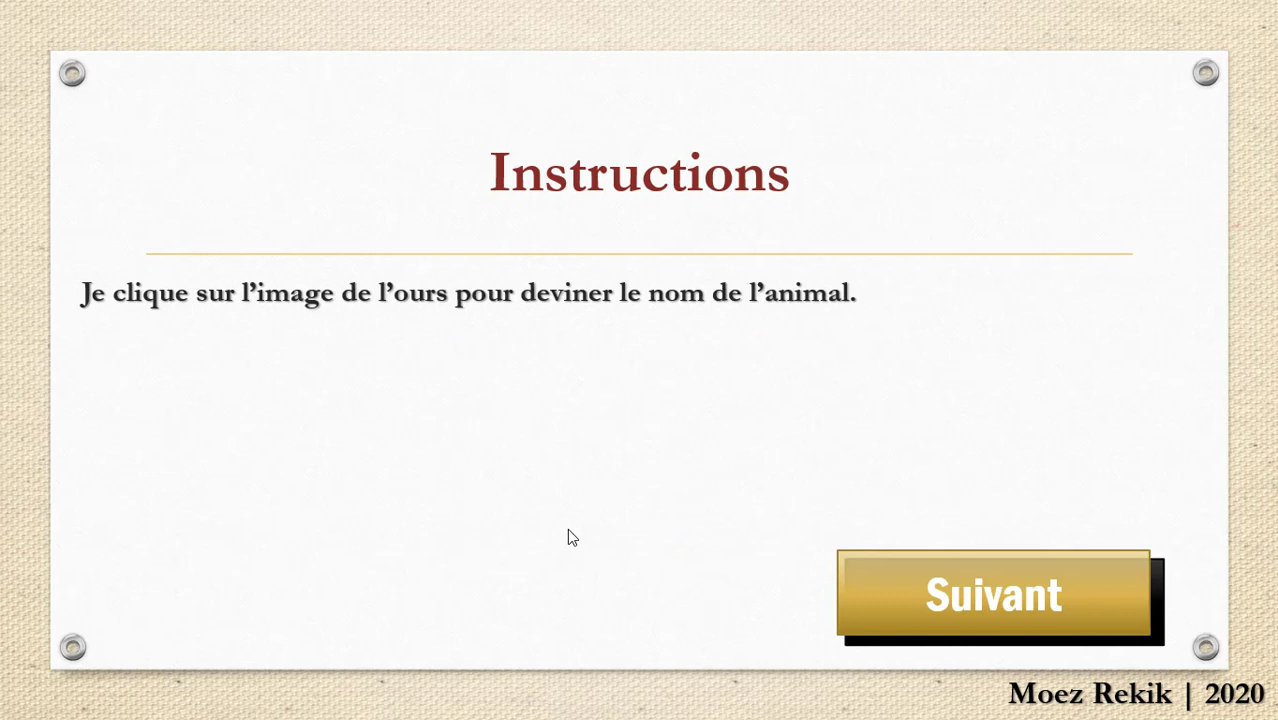 Instructions
Je clique sur l’image de l’ours pour deviner le nom de l’animal.
Suivant
Moez Rekik | 2020